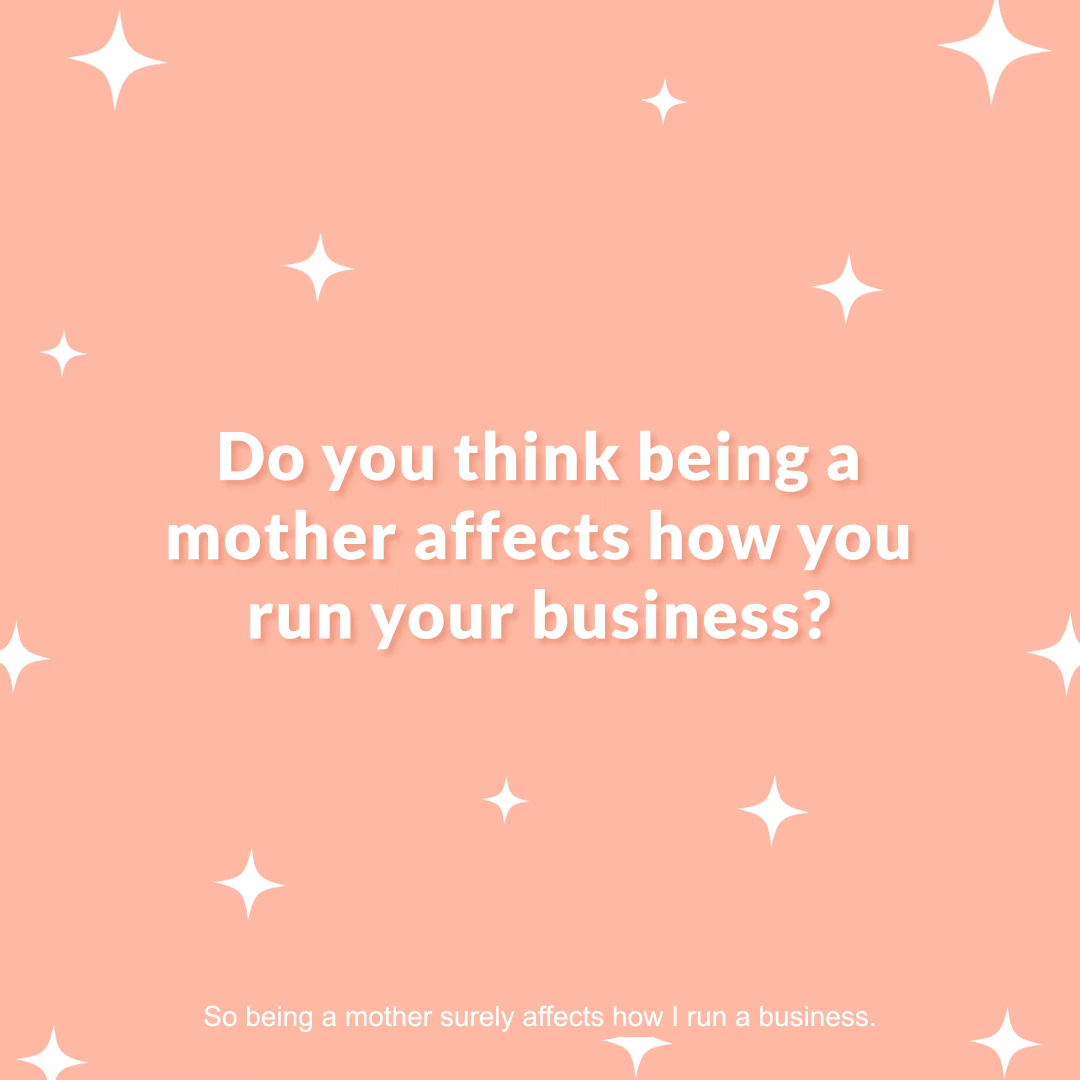 Do you think being a
mother affects how you
run your business?
So being a mother surely affects how I run a business.